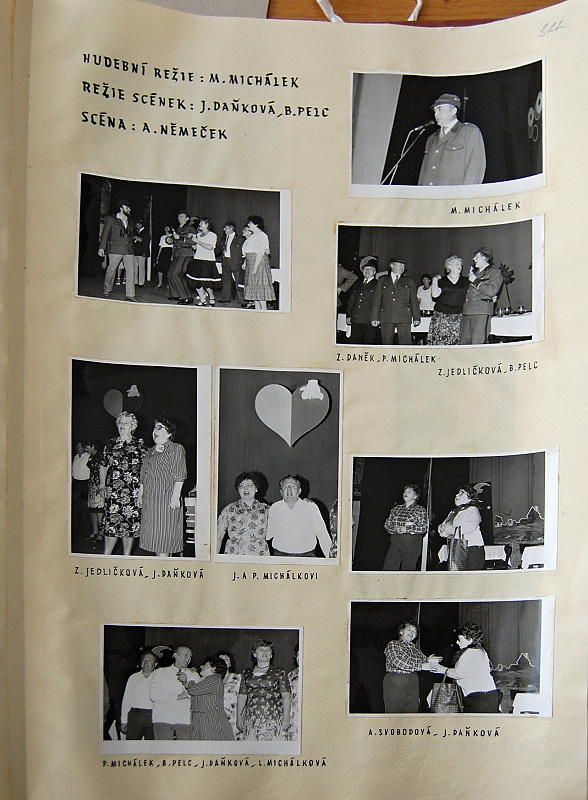 377
HUDEBNÍ REŽIE : M. MICHÁLEK
REŽIE SCÉNEK : J. DAŇKOVÁ, B. PELC
SCÉNA : A. NĚMEČEK
M. MICHÁLEK
Z. DANĚK, P. MICHÁLEK
Z. JEDLIČKOVÁ, B. PELC
Z. JEDLIČKOVÁ, J. DAŇKOVÁ
J. A P. MICHÁLKOVI
A. SVOBODOVÁ, J. DAŇKOVÁ
P. MICHÁLEK, B. PELC, J. DAŇKOVÁ, L. MICHÁLKOVÁ